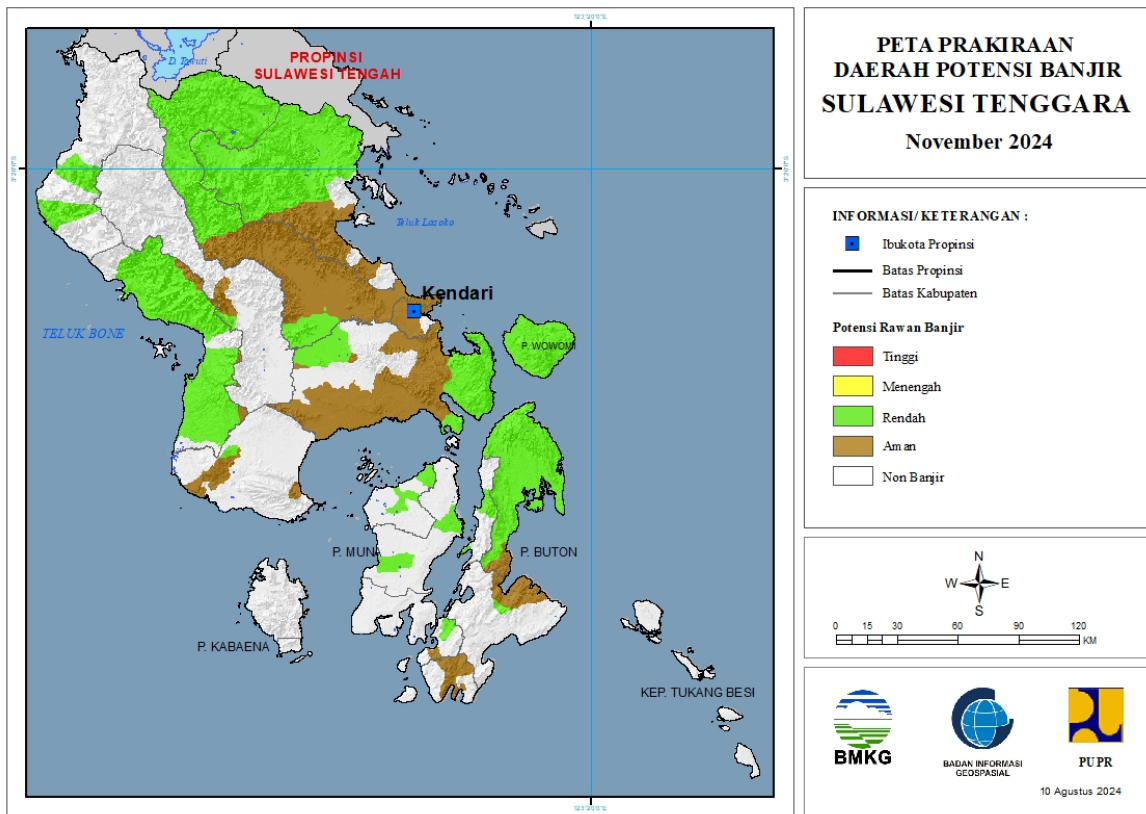 PETA PRAKIRAAN
DAERAH POTENSI BANJIR
SULAWESI TENGGARA
November 2024
INFORMASI/ KETERANGAN :
Ibukota Propinsi
Batas Propinsi
Batas Kabupaten
Potensi Rawan Banjir
Tinggi
Menengah
Rendah
Aman
Non Banjir
N
W E
S
0 15 30 60 90 120
KM
BMKG
BADAN INFORMASI
GEOSPASIAL
PUPR
10 Agustus 2024
PROPINSI
SULAWESI TENGAH
Teluk Lasoko
Kendari
TELUK BONE
P. WOWONI
P. MUNA
P. BUTON
P. KABAENA
KEP. TUKANG BESI